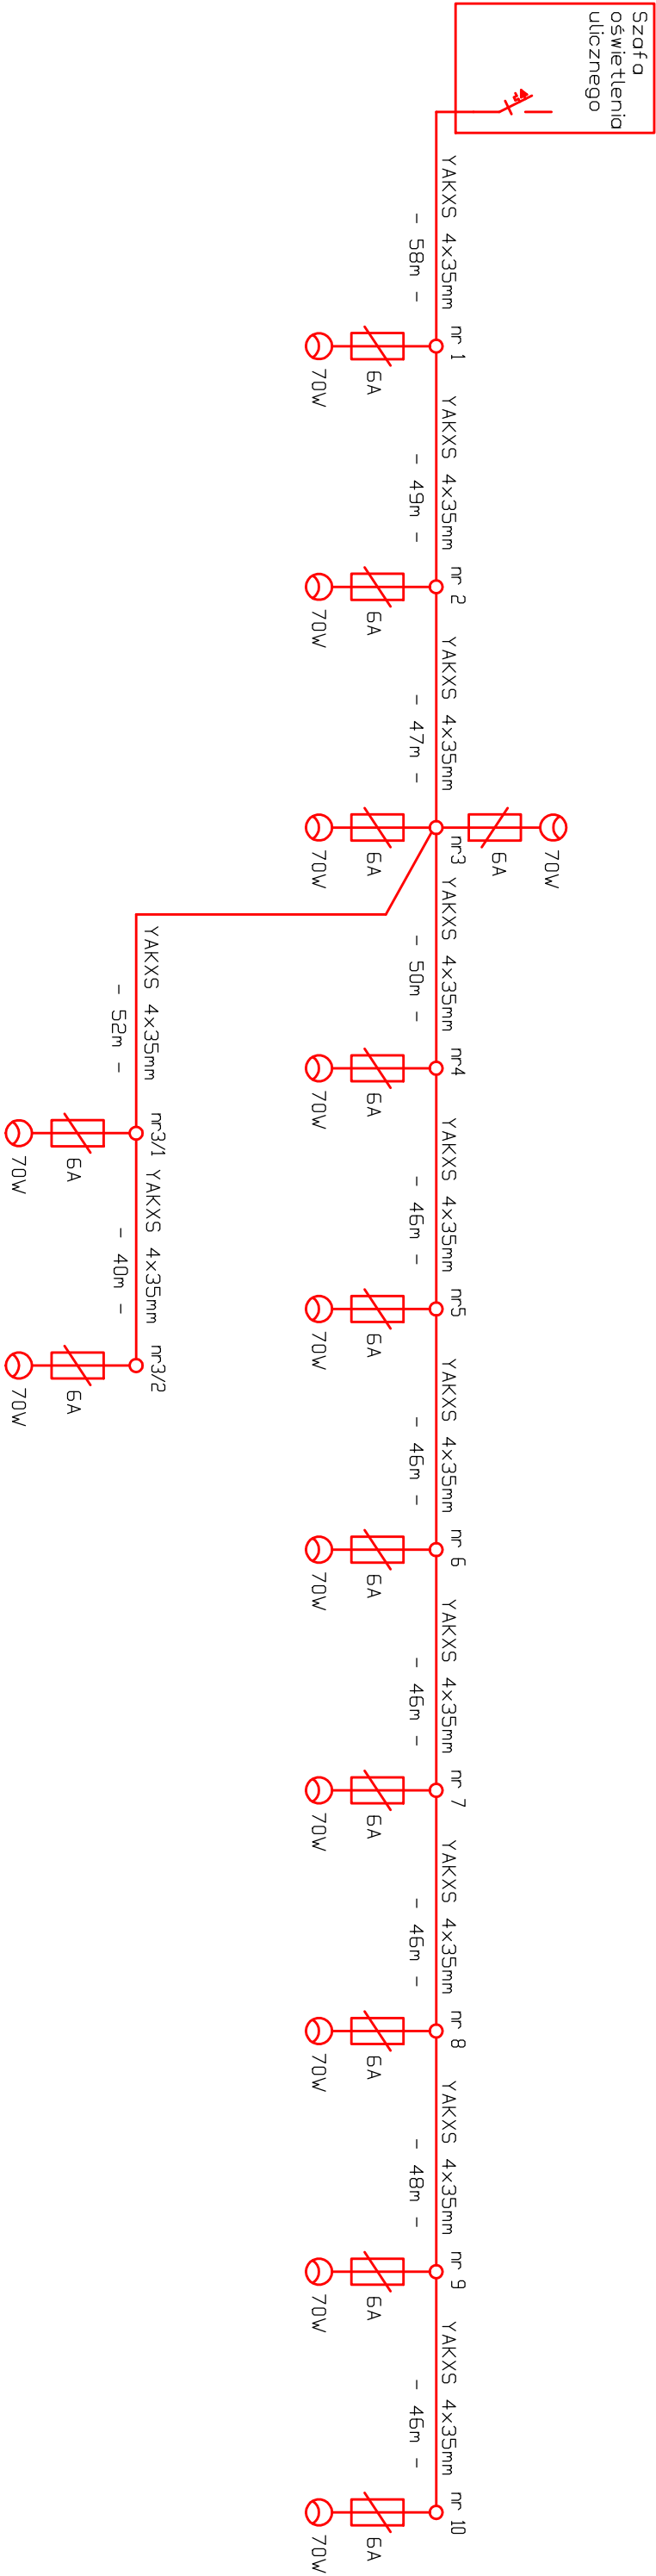 Szafa
oświetlenia
ulicznego
YAKXS 4x35mm
- 58m -
nr 1
6A
70W
YAKXS 4x35mm
- 49m -
nr 2
6A
70W
YAKXS 4x35mm
- 47m -
nr3
6A
70W
6A
70W
YAKXS 4x35mm
- 50m -
nr4
6A
70W
YAKXS 4x35mm
- 46m -
nr5
6A
70W
YAKXS 4x35mm
- 46m -
nr 6
6A
70W
YAKXS 4x35mm
- 46m -
nr 7
6A
70W
YAKXS 4x35mm
- 46m -
nr 8
6A
70W
YAKXS 4x35mm
- 48m -
nr 9
6A
70W
YAKXS 4x35mm
- 46m -
nr 10
6A
70W
YAKXS 4x35mm
- 52m -
nr3/1
6A
70W
YAKXS 4x35mm
- 40m -
nr3/2
6A
70W